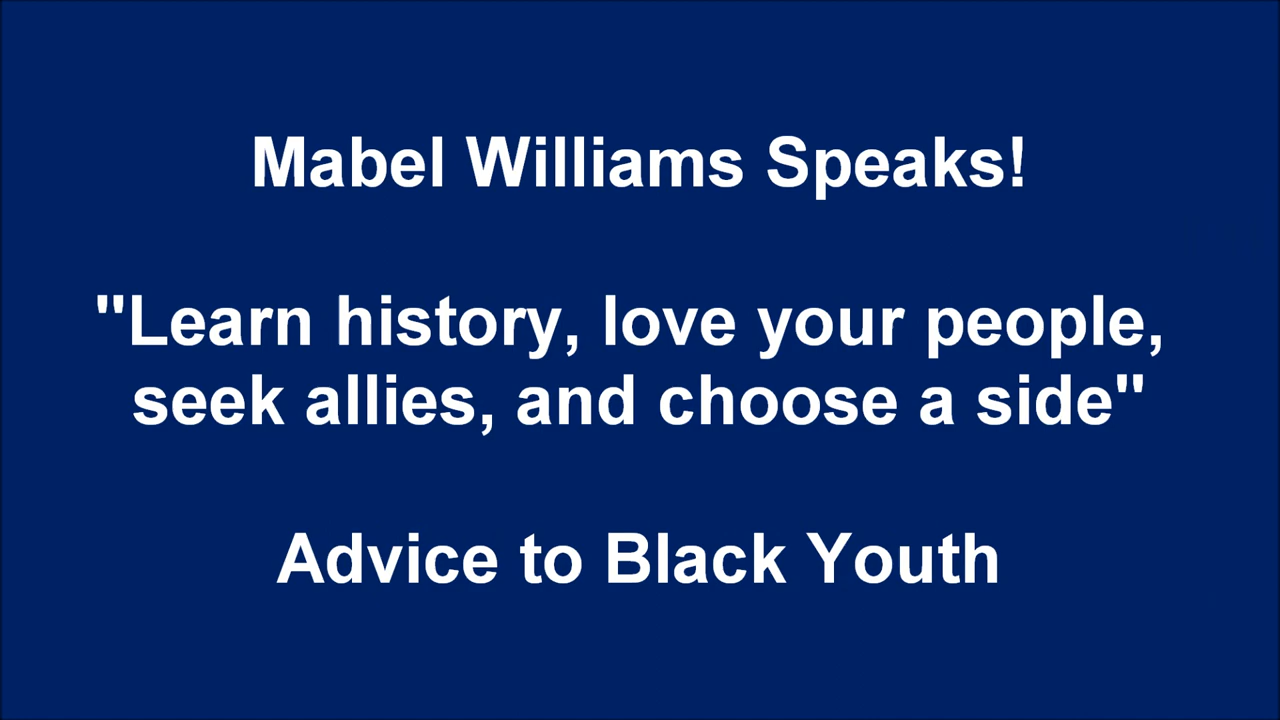 Mabel Williams Speaks!
"Learn history, love your people,
seek allies, and choose a side"
Advice to Black Youth